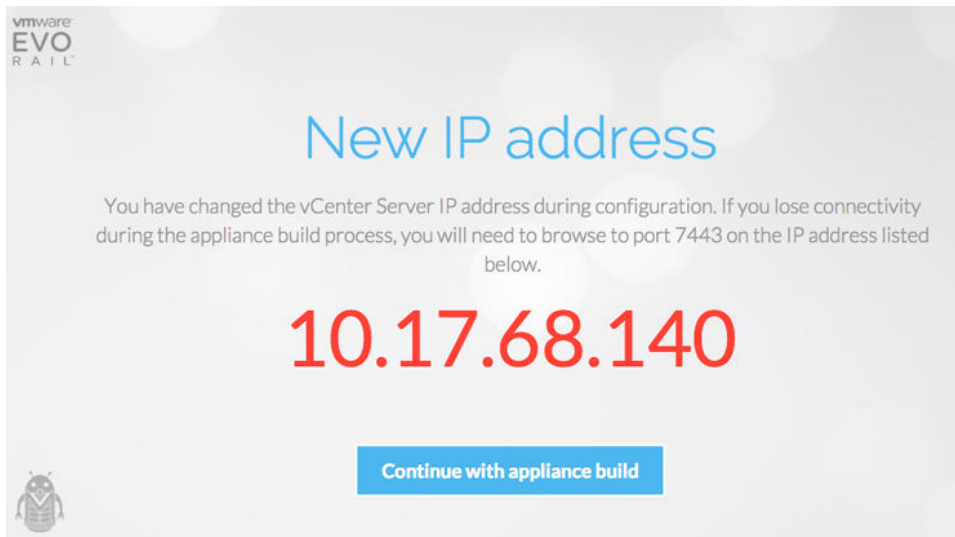 vmware
EVO
RAIL
New IP address
You have changed the vCenter Server IP address during configuration. If you lose connectivity
during the appliance build process, you will need to browse to port 7443 on the IP address listed
below.
10.17.68.140
Continue with appliance build